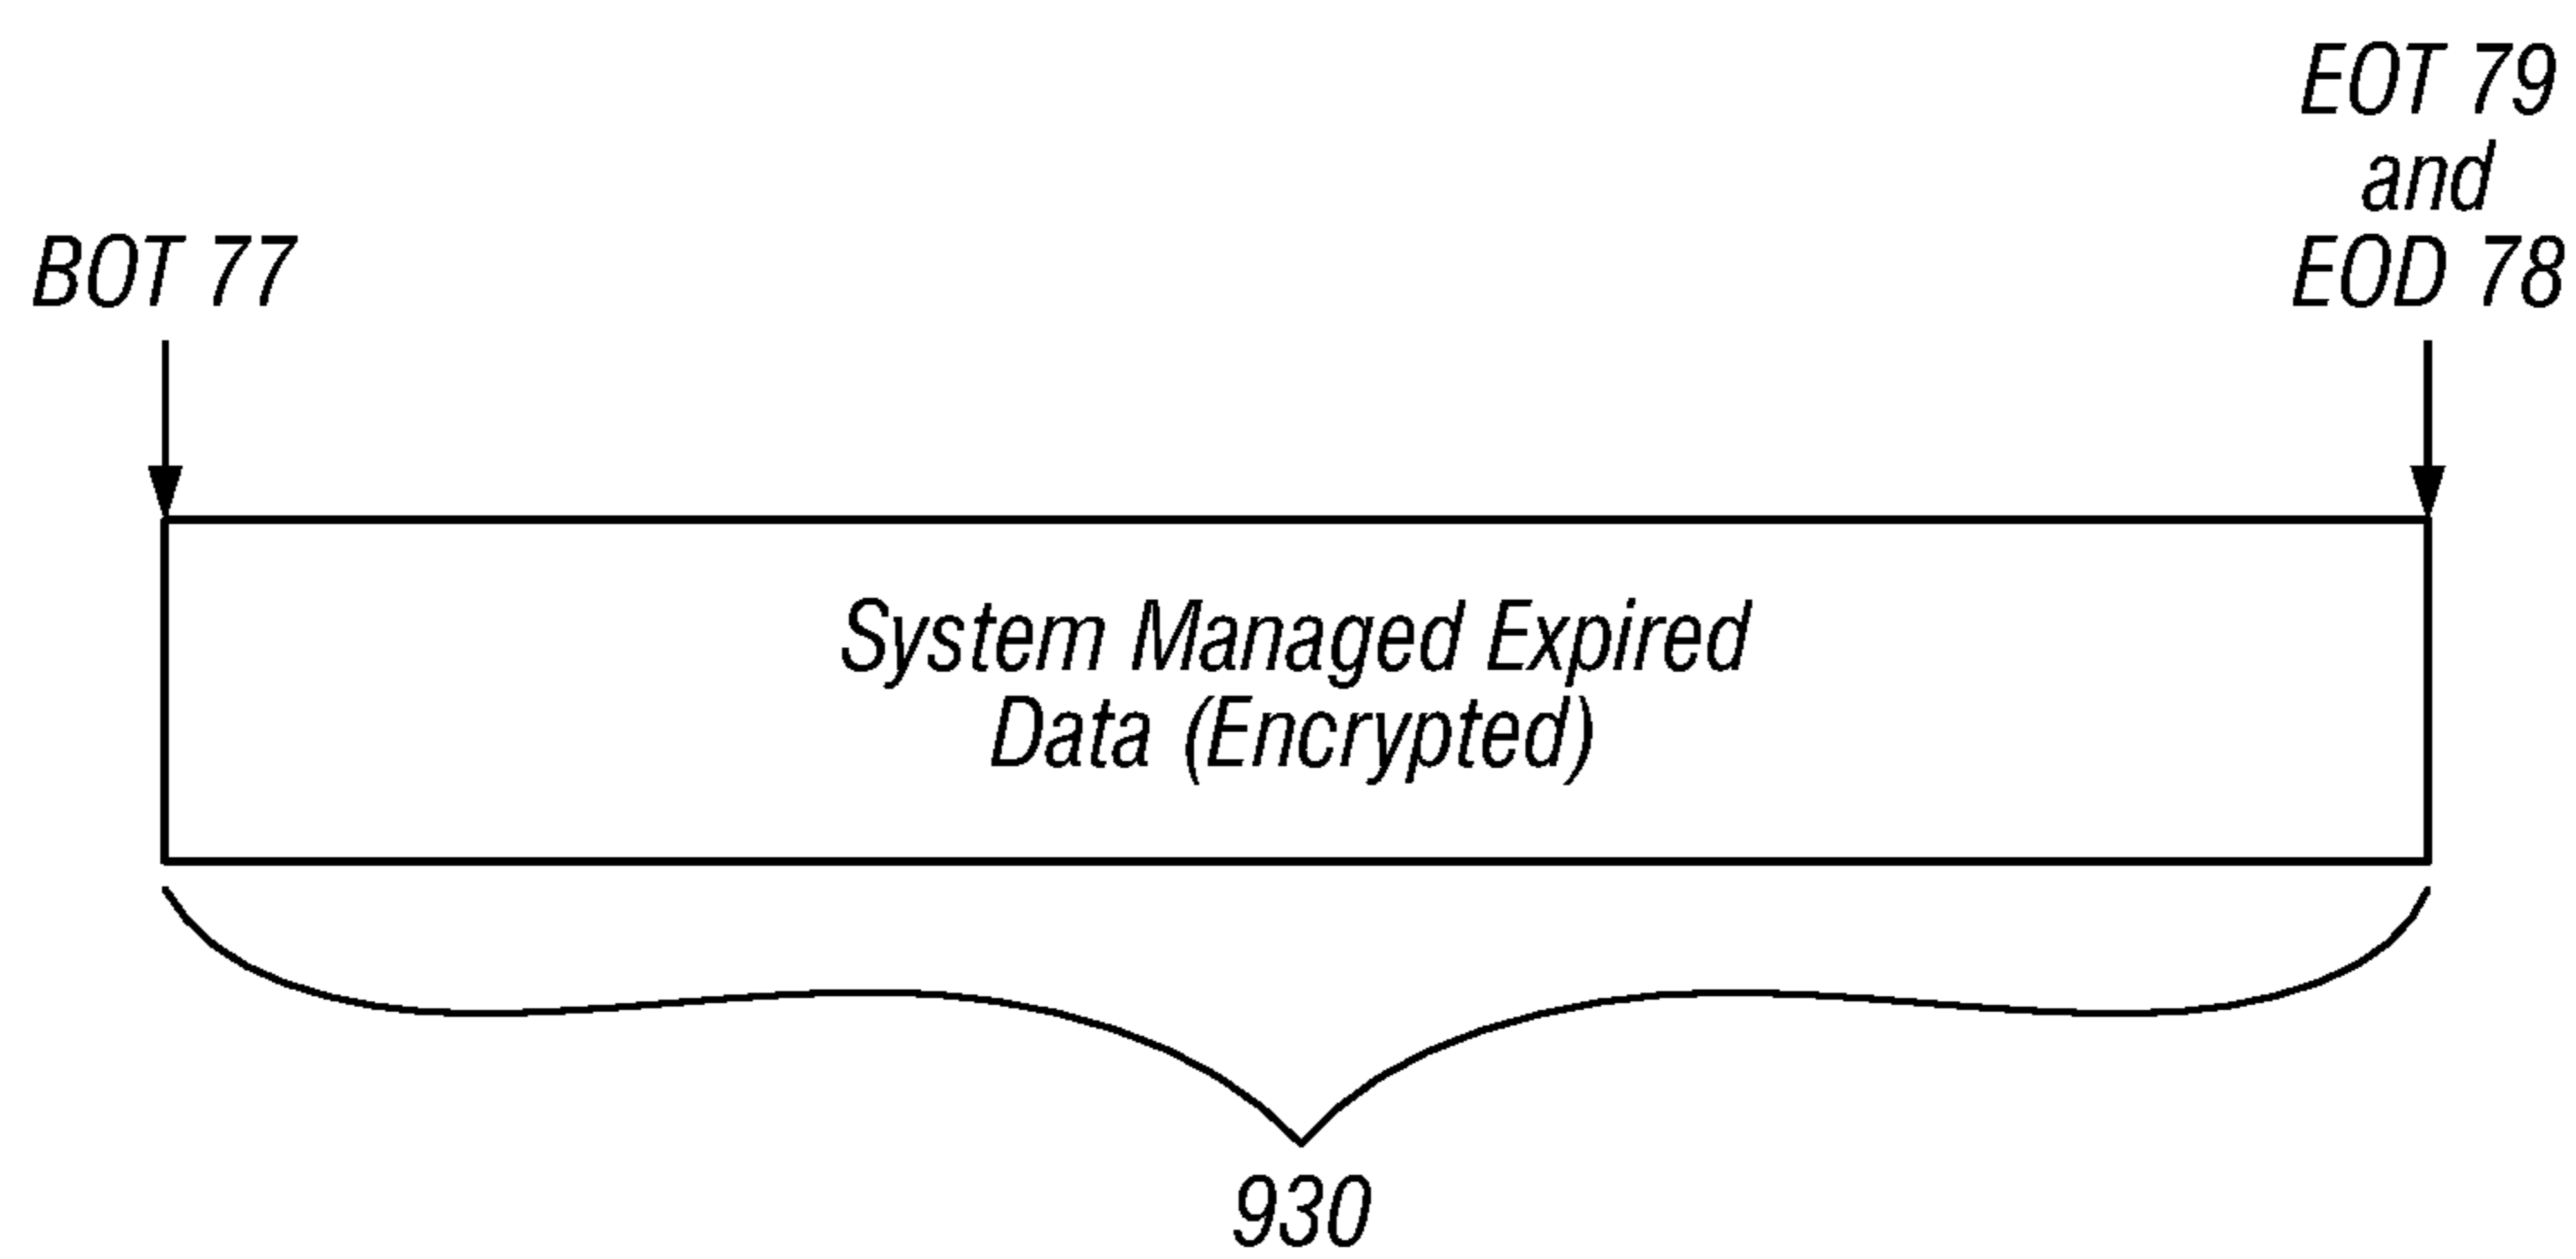 BOT 77
EOT 79
and
EOD 78
System Managed Expired
Data (Encrypted)
930